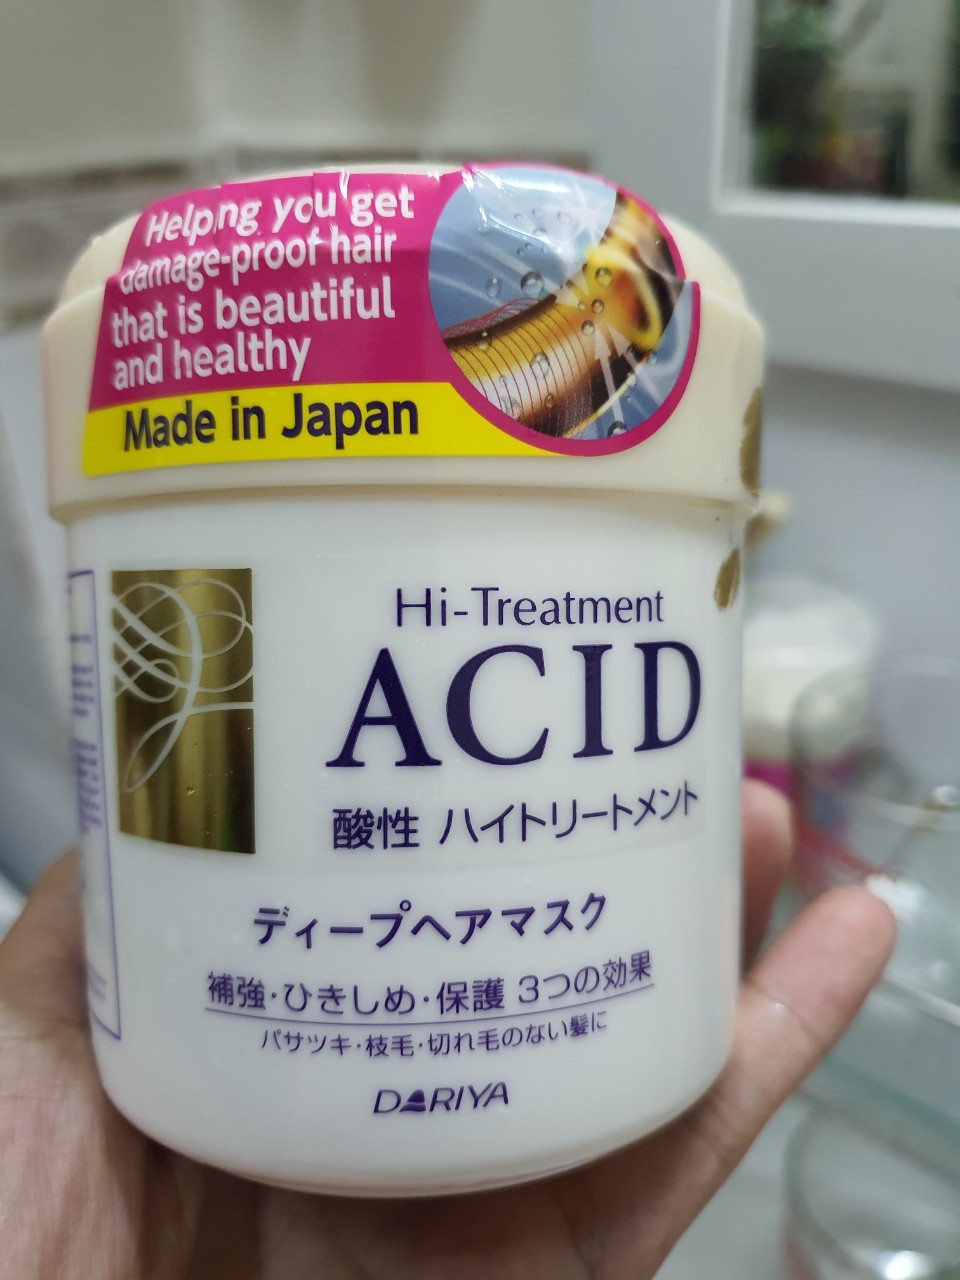 Helping you get
damage-proof hair
that is beautiful
and healthy
Made in Japan
Hi-Treatment
ACID
酸性 ハイトリートメント
ディープヘアマスク
補強・ひきしめ・保護 3つの効果
パサツキ・枝毛・切れ毛のない髪に
DARIYA